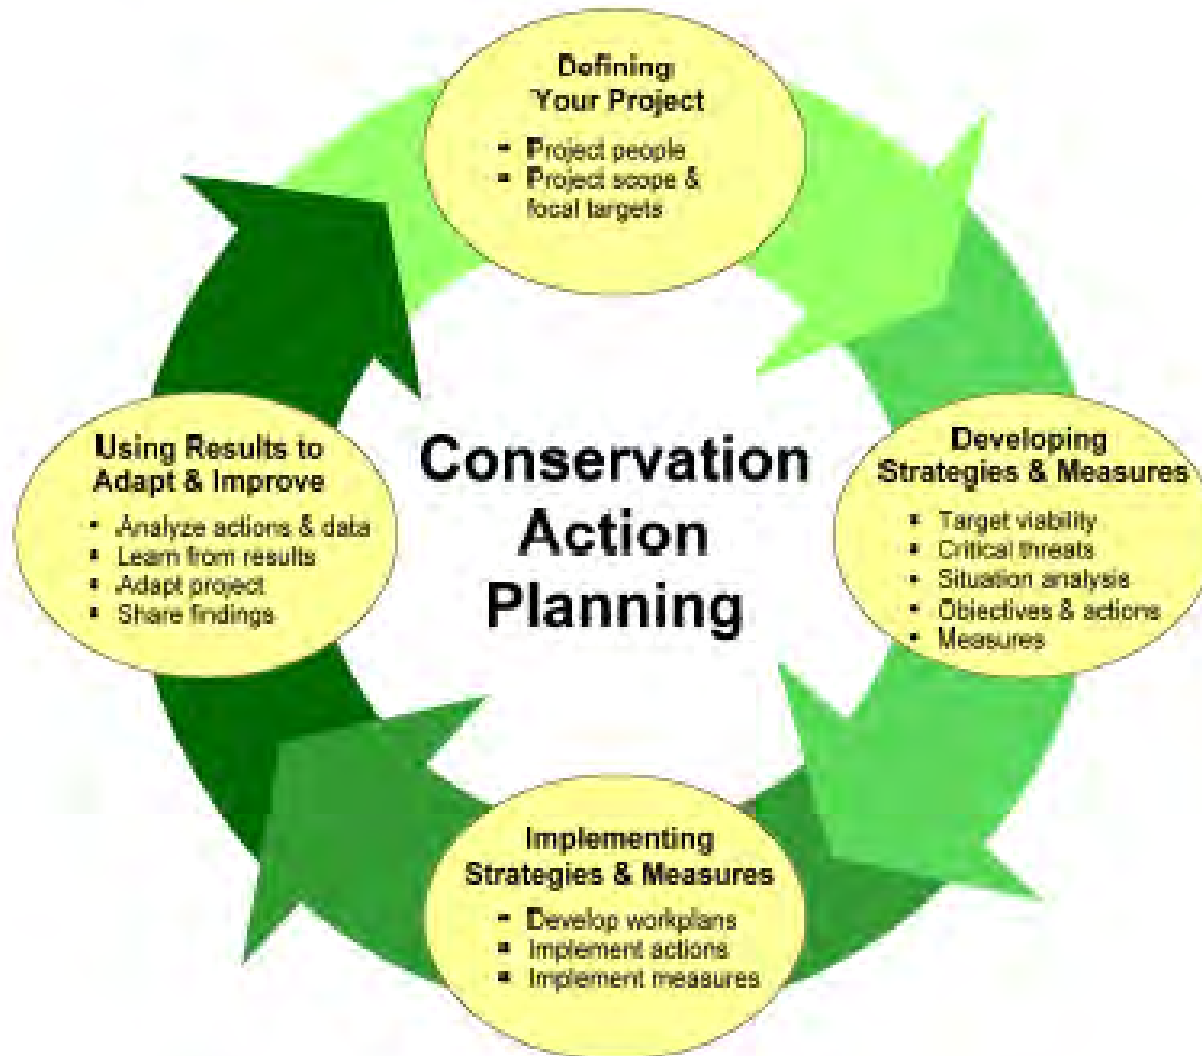 Defining
Your Project
▪ Project people
▪ Project scope &
focal targets
Developing
Strategies & Measures
▪ Target viability
▪ Critical threats
▪ Situation analysis
▪ Objectives & actions
▪ Measures
Implementing
Strategies & Measures
▪ Develop workplans
▪ Implement actions
▪ Implement measures
Using Results to
Adapt & Improve
▪ Analyze actions & data
▪ Learn from results
▪ Adapt project
▪ Share findings
Conservation
Action
Planning